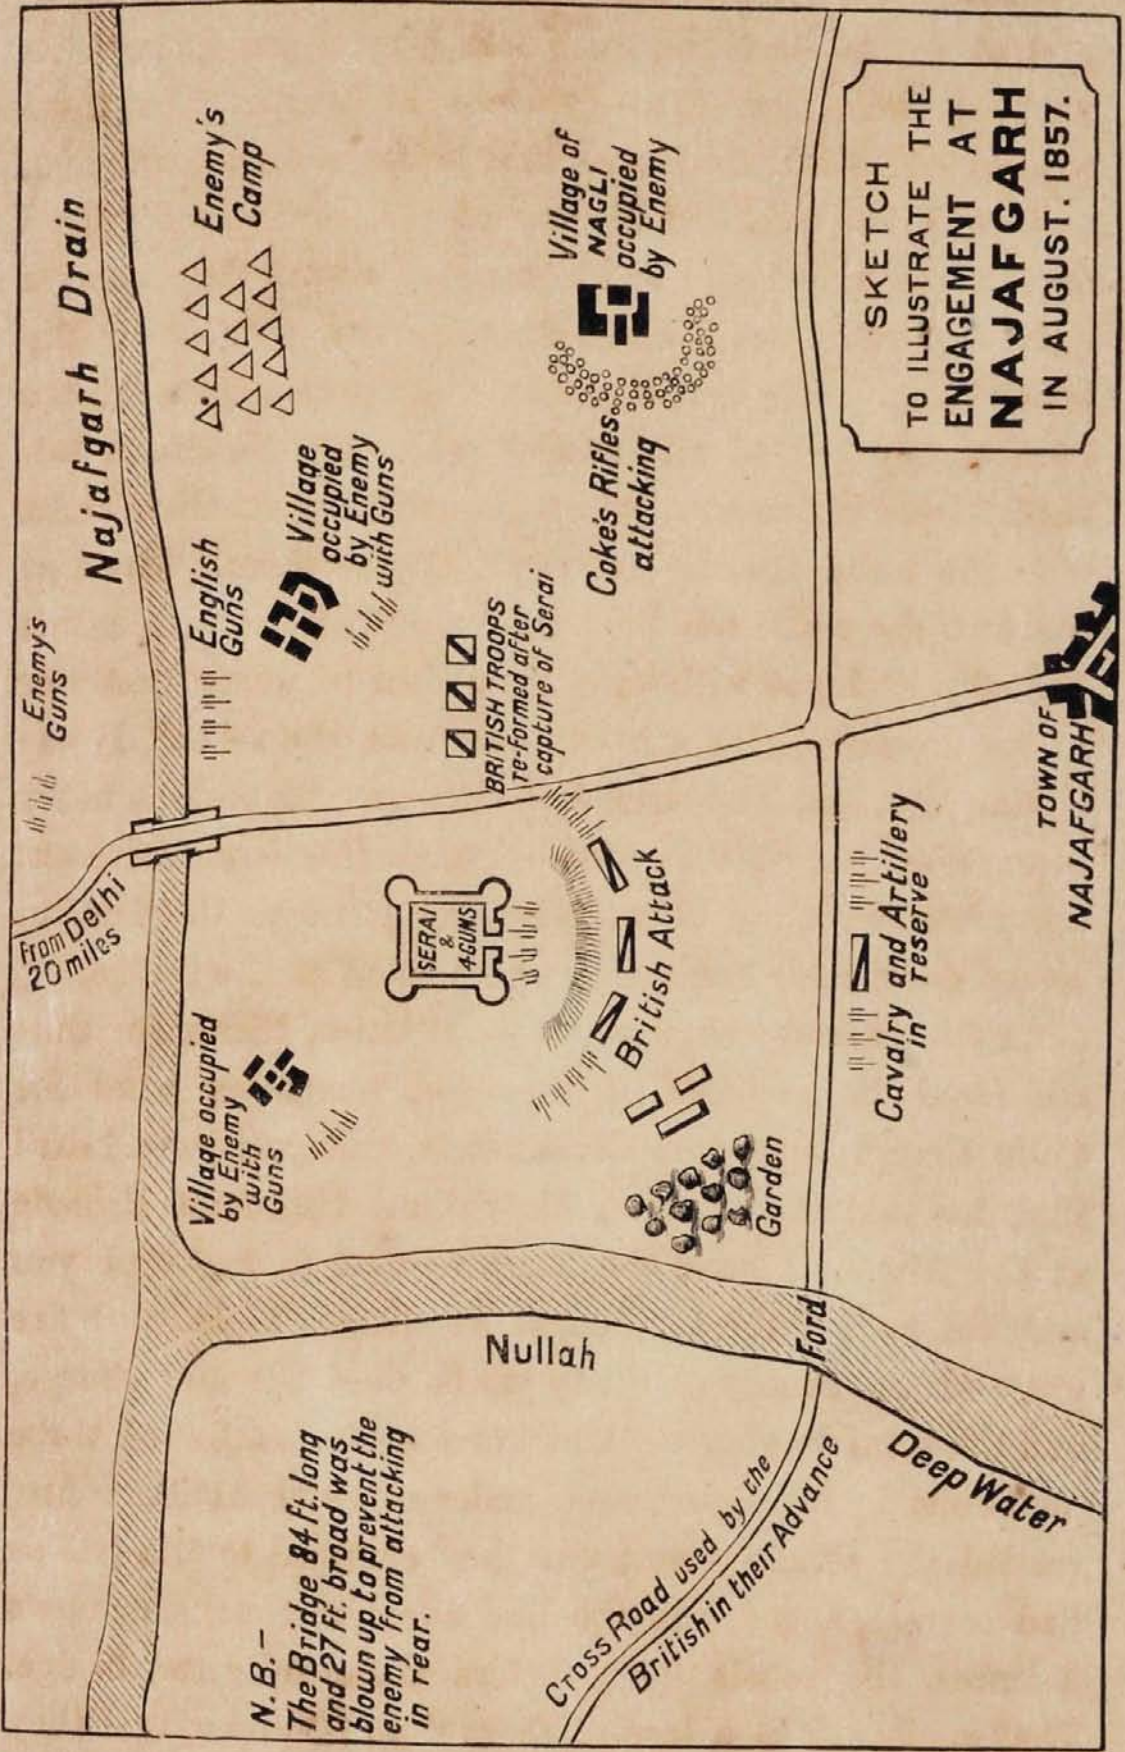 SKETCH
TO ILLUSTRATE THE
ENGAGEMENT AT
NAJAFGARH
IN AUGUST. 1857.
Najafgarh Drain
Enemy's
Guns
From Delhi
20 miles
Enemy's
Camp
English
Guns
Village
occupied
by Enemy
with Guns
Village of
NAGLI
occupied
by Enemy
Coke's Rifles
attacking
BRITISH TROOPS
re-formed after
capture of Serai
SERAI
&
4 GUNS
British Attack
Village occupied
by Enemy
with
Guns
Garden
Cavalry and Artillery
in reserve
TOWN OF
NAJAFGARH
Nullah
Ford
Deep Water
Cross Road used by the
British in their Advance
N.B.–
The Bridge 84 ft. long
and 27 ft. broad was
blown up to prevent the
enemy from attacking
in rear.